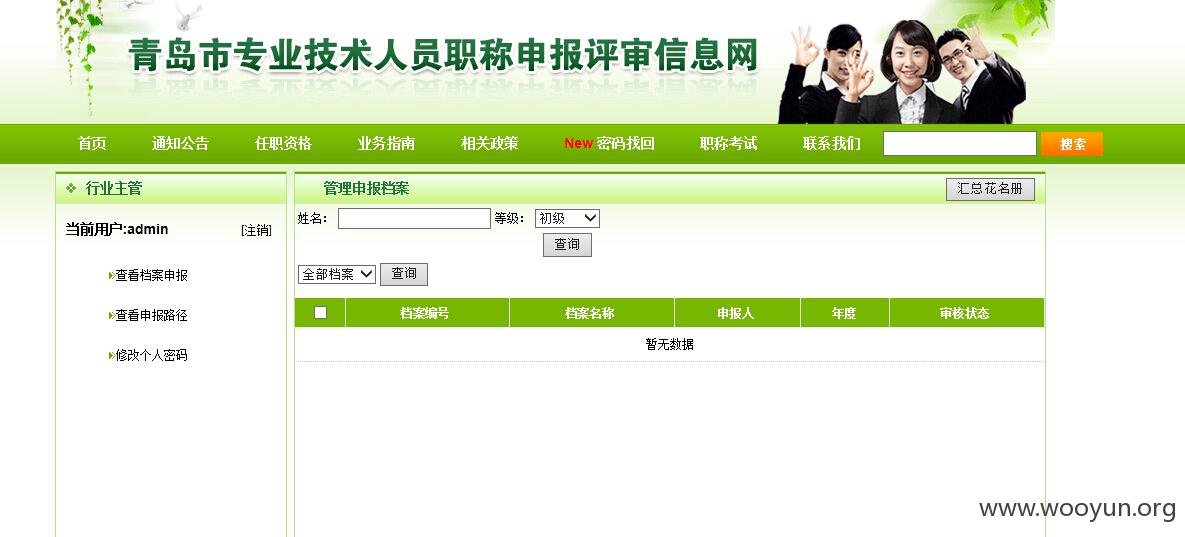 青岛市专业技术人员职称申报评审信息网
首页 通知公告 任职资格 业务指南 相关政策 New 密码找回 职称考试 联系我们 搜索
行业主管
当前用户:admin [注销]
查看档案申报
查看申报路径
修改个人密码
管理申报档案 汇总花名册
姓名： 等级： 初级
查询
全部档案 查询
档案编号 档案名称 申报人 年度 审核状态
暂无数据
www.wooyun.org